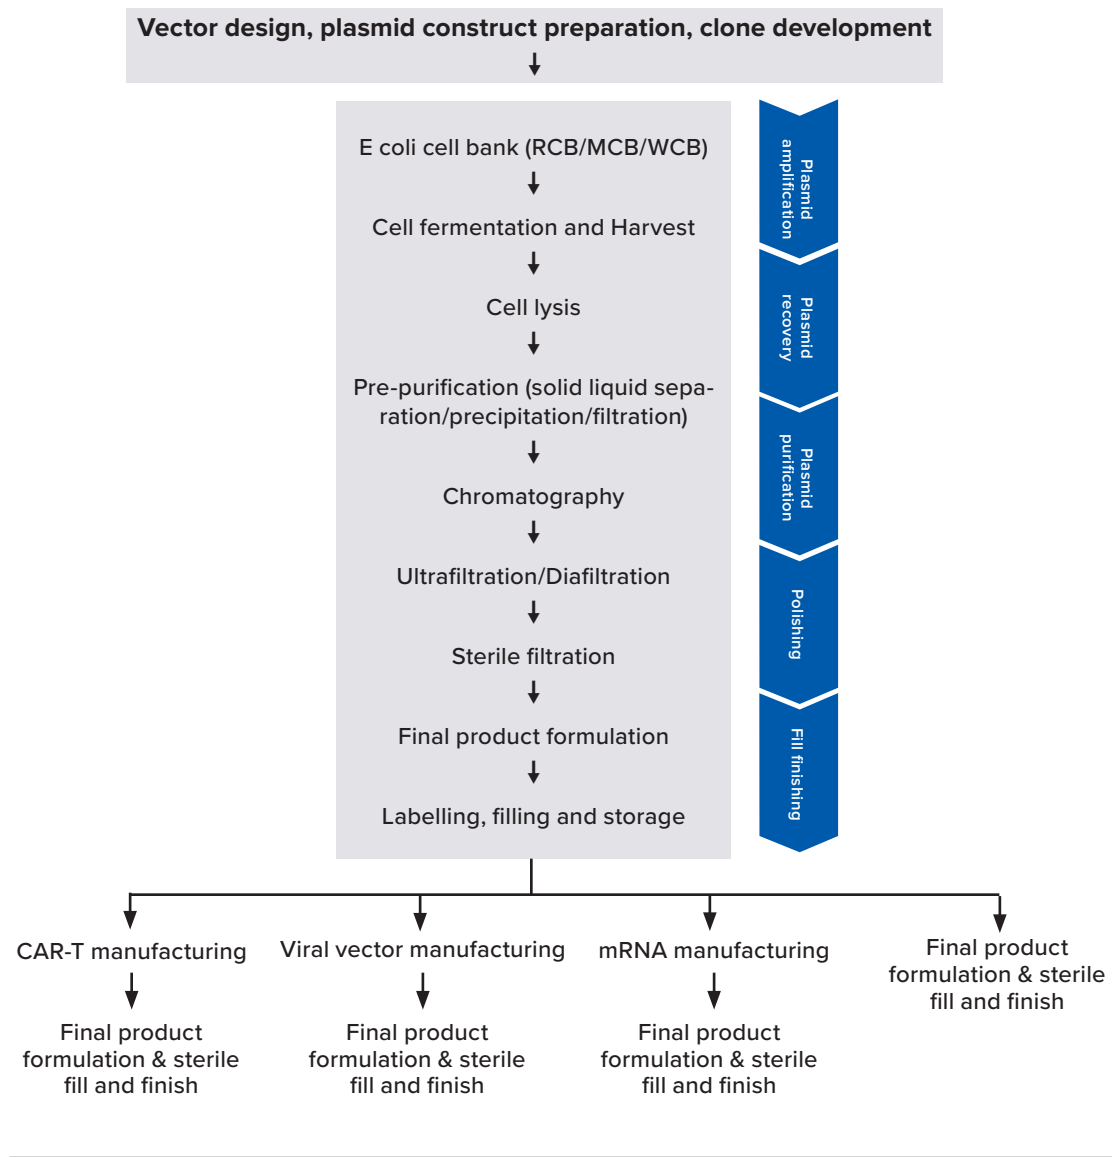 Vector design, plasmid construct preparation, clone development
E coli cell bank (RCB/MCB/WCB)
Cell fermentation and Harvest
Cell lysis
Pre-purification (solid liquid sepa-
ration/precipitation/filtration)
Chromatography
Ultrafiltration/Diafiltration
Sterile filtration
Final product formulation
Labelling, filling and storage
Plasmid
amplification
Plasmid
recovery
Plasmid
purification
Polishing
Fill finishing
CAR-T manufacturing
Final product
formulation & sterile
fill and finish
Viral vector manufacturing
Final product
formulation & sterile
fill and finish
mRNA manufacturing
Final product
formulation & sterile
fill and finish
Final product
formulation & sterile
fill and finish